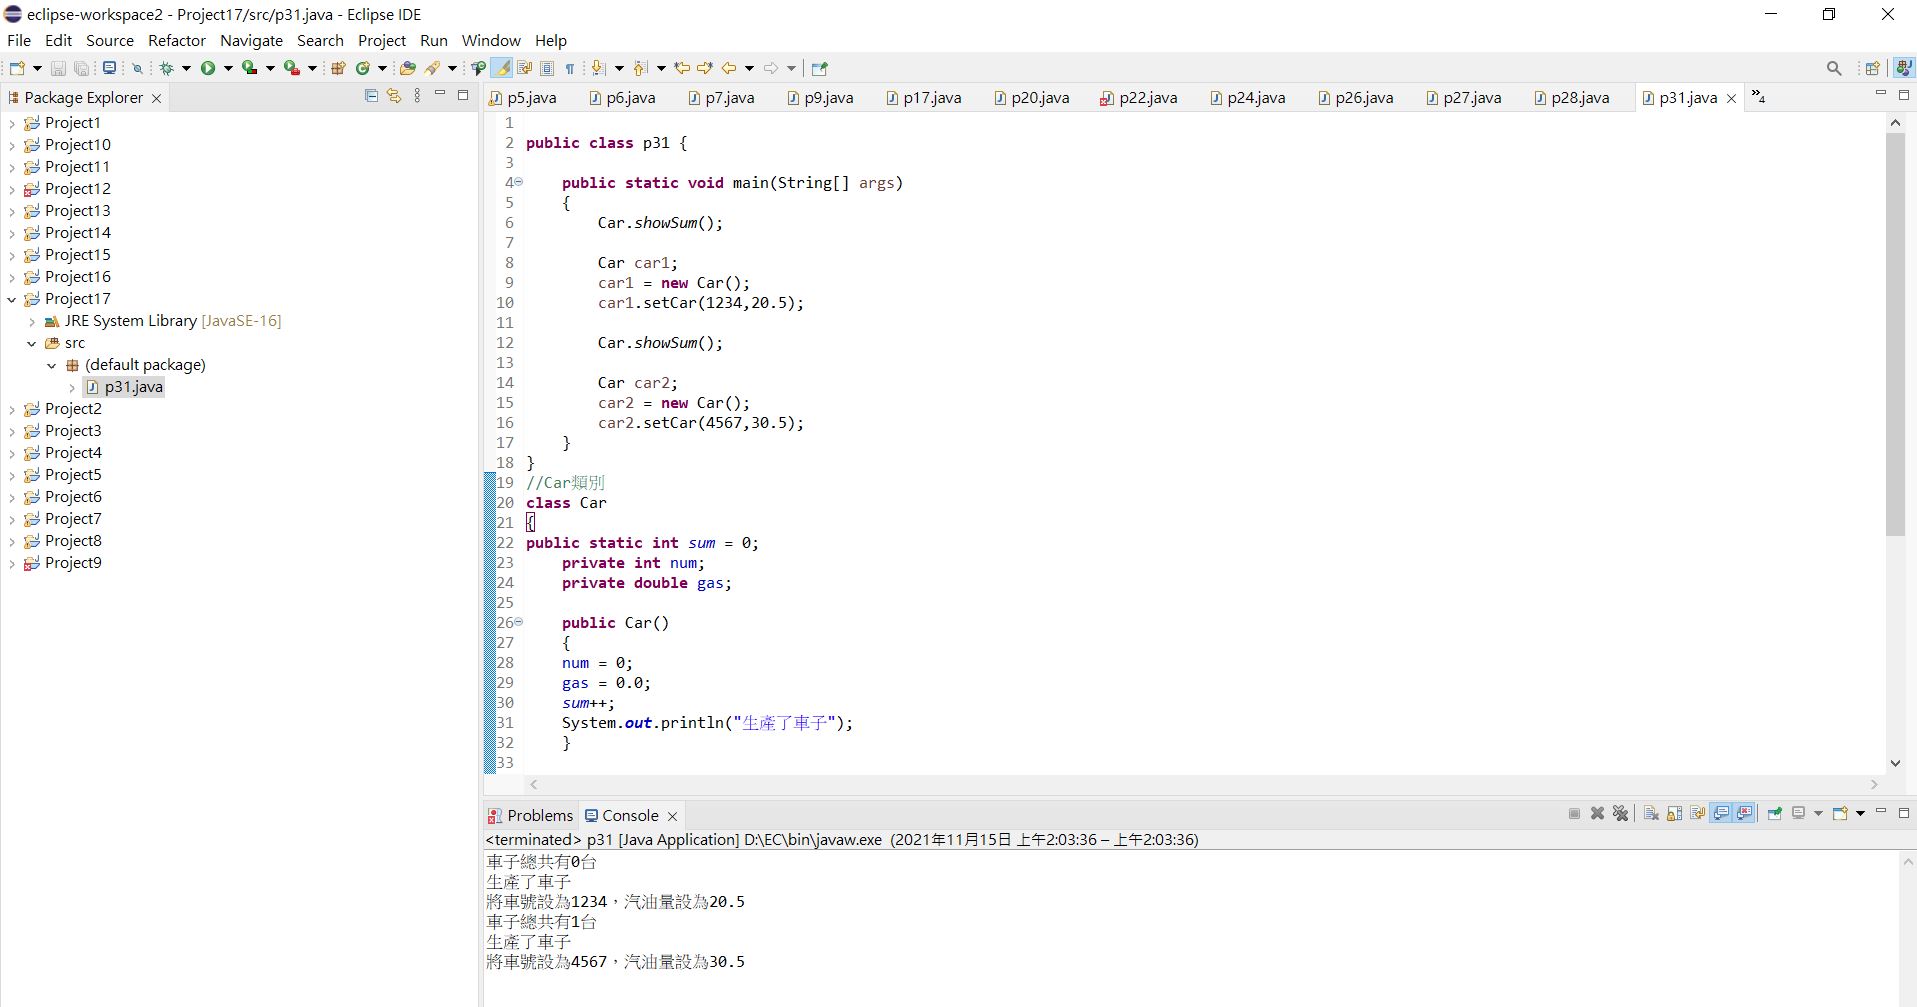 eclipse-workspace2 - Project17/src/p31.java - Eclipse IDE
File Edit Source Refactor Navigate Search Project Run Window Help
Package Explorer
Project1
Project10
Project11
Project12
Project13
Project14
Project15
Project16
Project17
JRE System Library [JavaSE-16]
src
(default package)
p31.java
Project2
Project3
Project4
Project5
Project6
Project7
Project8
Project9
p5.java p6.java p7.java p9.java p17.java p20.java p22.java p24.java p26.java p27.java p28.java p31.java »4
1
2 public class p31 {
3
4 public static void main(String[] args)
5 {
6 Car.showSum();
7
8 Car car1;
9 car1 = new Car();
10 car1.setCar(1234,20.5);
11
12 Car.showSum();
13
14 Car car2;
15 car2 = new Car();
16 car2.setCar(4567,30.5);
17 }
18 }
19 //Car類別
20 class Car
21 {
22 public static int sum = 0;
23 private int num;
24 private double gas;
25
26 public Car()
27 {
28 num = 0;
29 gas = 0.0;
30 sum++;
31 System.out.println("生產了車子");
32 }
33
Problems Console
<terminated> p31 [Java Application] D:\EC\bin\javaw.exe (2021年11月15日 上午2:03:36 – 上午2:03:36)
車子總共有0台
生產了車子
將車號設為1234，汽油量設為20.5
車子總共有1台
生產了車子
將車號設為4567，汽油量設為30.5